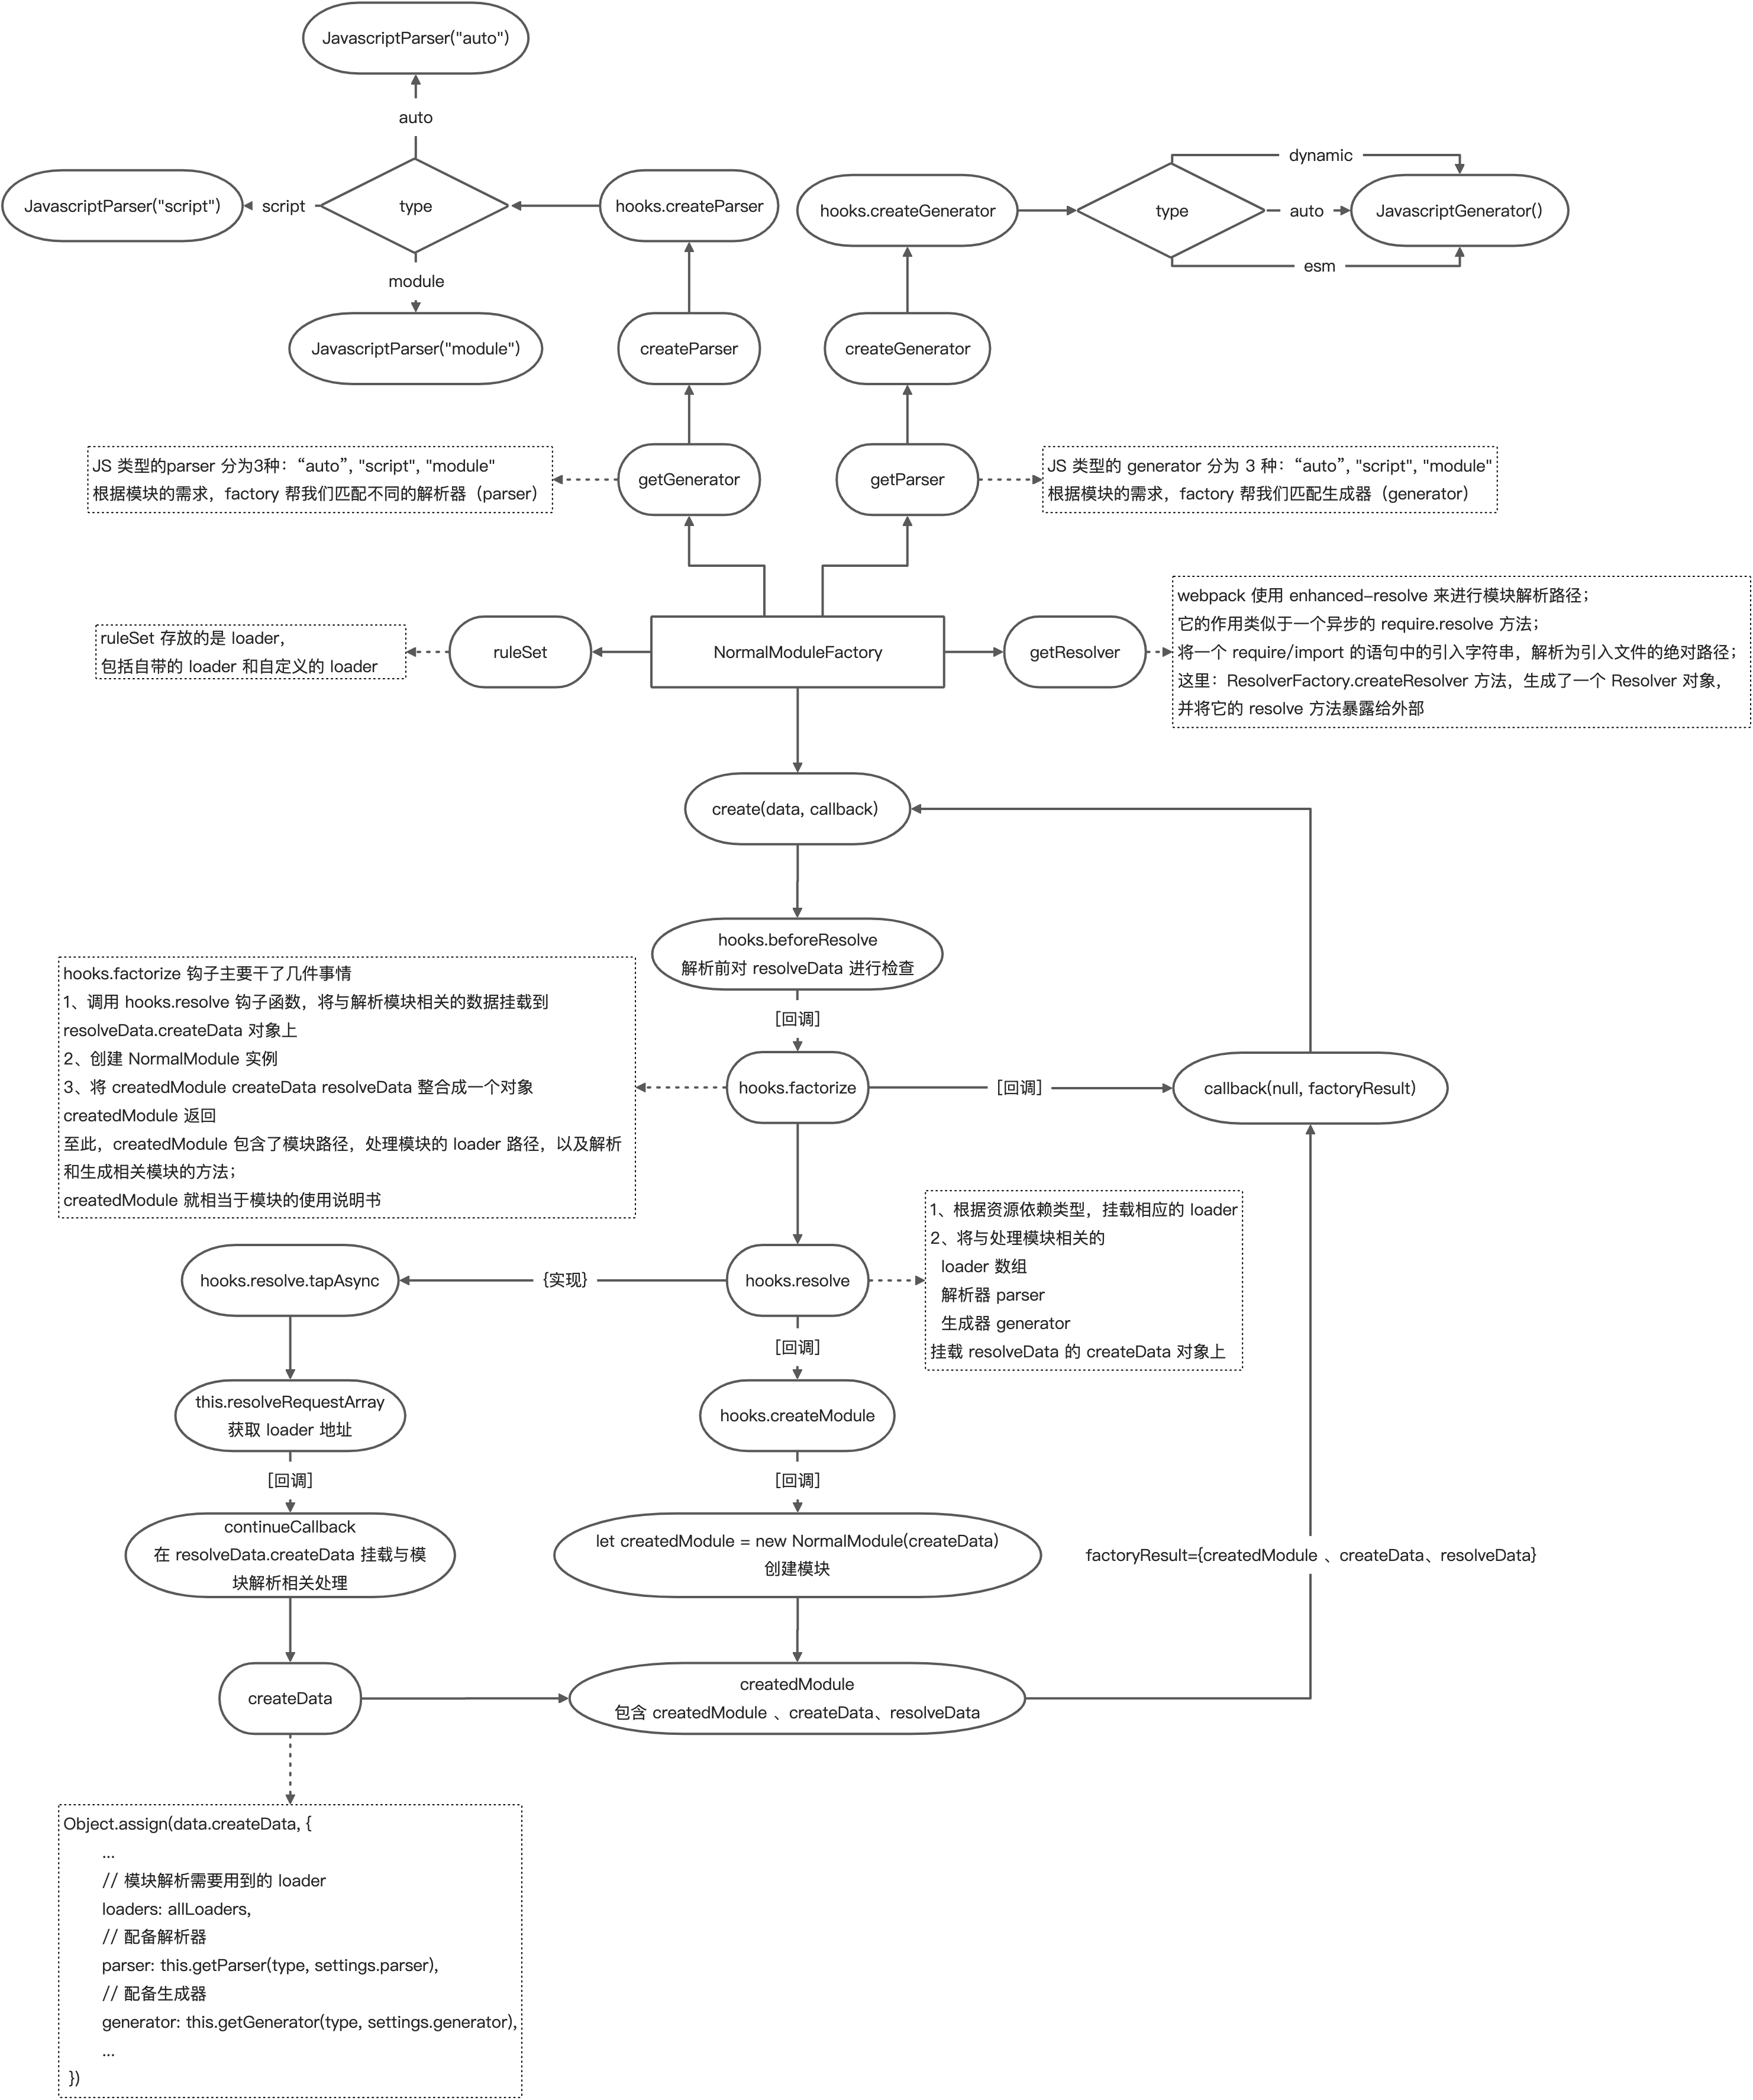 JavascriptParser("auto")
auto
JavascriptParser("script")
script
type
hooks.createParser
module
JavascriptParser("module")
createParser
hooks.createGenerator
type
dynamic
auto
esm
JavascriptGenerator()
createGenerator
JS 类型的parser 分为3种：“auto”, "script", "module"
根据模块的需求，factory 帮我们匹配不同的解析器（parser）
getGenerator
getParser
JS 类型的 generator 分为 3 种：“auto”, "script", "module"
根据模块的需求，factory 帮我们匹配生成器（generator）
ruleSet 存放的是 loader，
包括自带的 loader 和自定义的 loader
ruleSet
NormalModuleFactory
getResolver
webpack 使用 enhanced-resolve 来进行模块解析路径；
它的作用类似于一个异步的 require.resolve 方法；
将一个 require/import 的语句中的引入字符串，解析为引入文件的绝对路径；
这里：ResolverFactory.createResolver 方法，生成了一个 Resolver 对象，
并将它的 resolve 方法暴露给外部
create(data, callback)
hooks.beforeResolve
解析前对 resolveData 进行检查
[回调]
hooks.factorize 钩子主要干了几件事情
1、调用 hooks.resolve 钩子函数，将与解析模块相关的数据挂载到
resolveData.createData 对象上
2、创建 NormalModule 实例
3、将 createdModule createData resolveData 整合成一个对象
createdModule 返回
至此，createdModule 包含了模块路径，处理模块的 loader 路径，以及解析
和生成相关模块的方法；
createdModule 就相当于模块的使用说明书
hooks.factorize
[回调]
callback(null, factoryResult)
hooks.resolve.tapAsync
{实现}
hooks.resolve
1、根据资源依赖类型，挂载相应的 loader
2、将与处理模块相关的
loader 数组
解析器 parser
生成器 generator
挂载 resolveData 的 createData 对象上
[回调]
this.resolveRequestArray
获取 loader 地址
hooks.createModule
[回调]
[回调]
continueCallback
在 resolveData.createData 挂载与模
块解析相关处理
let createdModule = new NormalModule(createData)
创建模块
factoryResult={createdModule 、createData、resolveData}
createData
createdModule
包含 createdModule 、createData、resolveData
Object.assign(data.createData, {
...
// 模块解析需要用到的 loader
loaders: allLoaders,
// 配备解析器
parser: this.getParser(type, settings.parser),
// 配备生成器
generator: this.getGenerator(type, settings.generator),
...
})